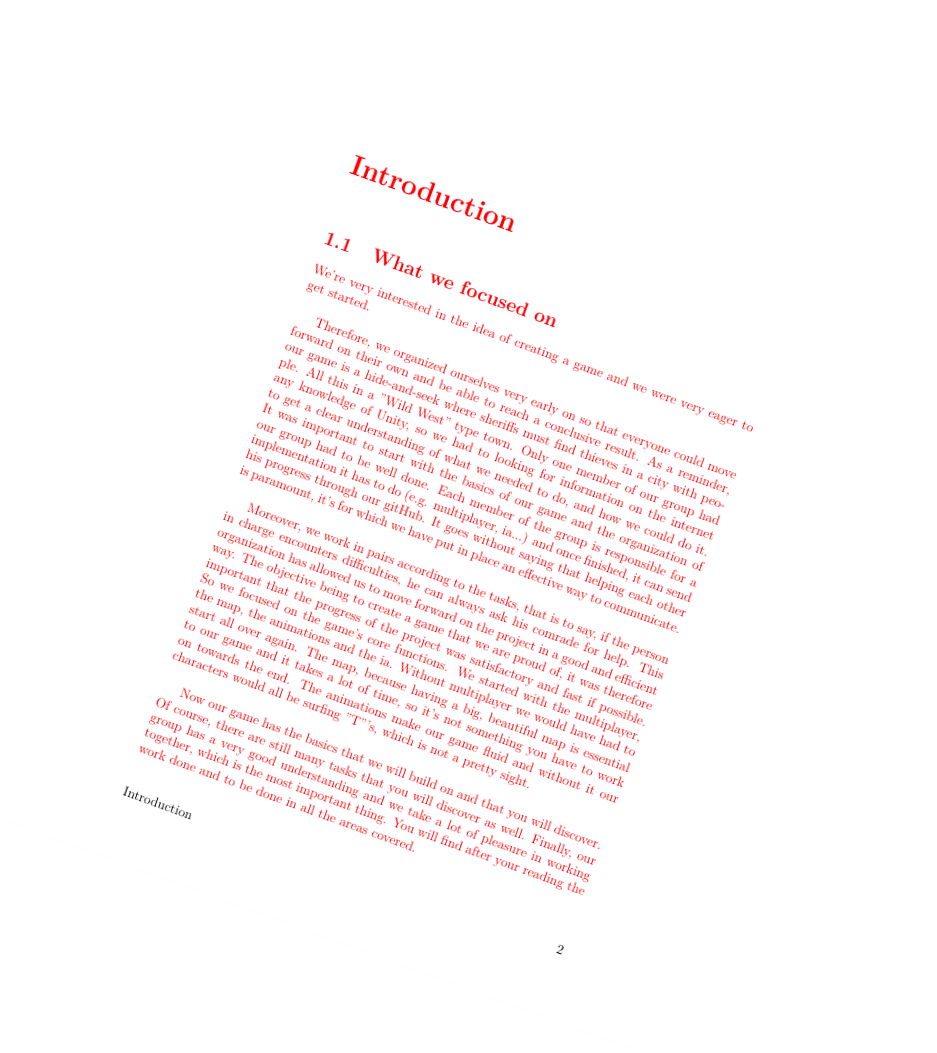 Introduction
1.1 What we focused on
We're very interested in the idea of creating a game and we were very eager to
get started.
Therefore, we organized ourselves very early on so that everyone could move
forward on their own and be able to reach a conclusive result. As a reminder,
our game is a hide-and-seek where sheriffs must find thieves in a city with peo-
ple. All this in a "Wild West" type town. Only one member of our group had
any knowledge of Unity, so we had to looking for information on the internet
to get a clear understanding of what we needed to do, and how we could do it.
It was important to start with the basics of our game and the organization of
our group had to be well done. Each member of the group is responsible for a
implementation it has to do (e.g. multiplayer, ia...) and once finished, it can send
his progress through our gitHub. It goes without saying that helping each other
is paramount, it's for which we have put in place an effective way to communicate.
Moreover, we work in pairs according to the tasks, that is to say, if the person
in charge encounters difficulties, he can always ask his comrade for help. This
organization has allowed us to move forward on the project in a good and efficient
way. The objective being to create a game that we are proud of, it was therefore
important that the progress of the project was satisfactory and fast if possible.
So we focused on the game's core functions. We started with the multiplayer,
the map, the animations and the ia. Without multiplayer we would have had to
start all over again. The map, because having a big, beautiful map is essential
to our game and it takes a lot of time, so it's not something you have to work
on towards the end. The animations make our game fluid and without it our
characters would all be surfing "T"'s, which is not a pretty sight.
Now our game has the basics that we will build on and that you will discover.
Of course, there are still many tasks that you will discover as well. Finally, our
group has a very good understanding and we take a lot of pleasure in working
together, which is the most important thing. You will find after your reading the
work done and to be done in all the areas covered.
Introduction
2